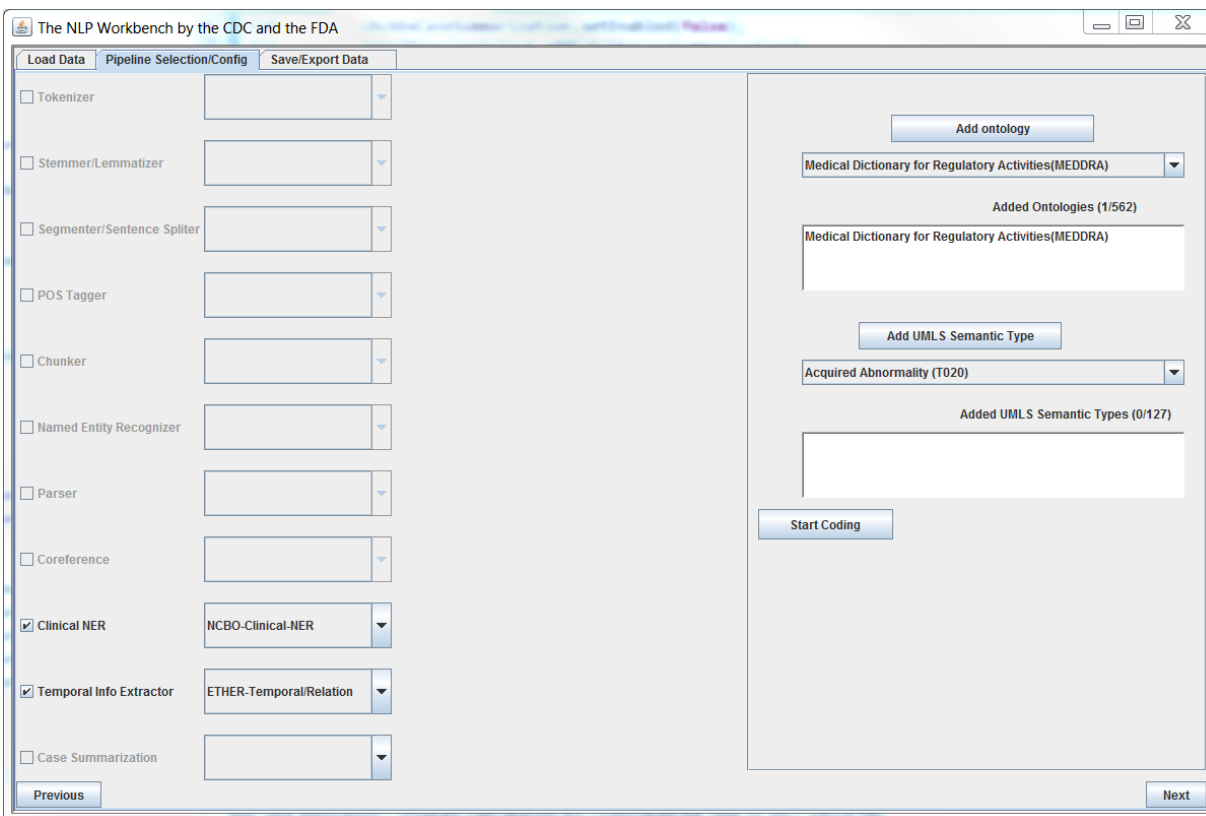 The NLP Workbench by the CDC and the FDA
Load Data
Pipeline Selection/Config
Save/Export Data
Tokenizer
Stemmer/Lemmatizer
Segmenter/Sentence Spliter
POS Tagger
Chunker
Named Entity Recognizer
Parser
Coreference
Clinical NER
NCBO-Clinical-NER
Temporal Info Extractor
ETHER-Temporal/Relation
Case Summarization
Previous
Add ontology
Medical Dictionary for Regulatory Activities(MEDDRA)
Added Ontologies (1/562)
Medical Dictionary for Regulatory Activities(MEDDRA)
Add UMLS Semantic Type
Acquired Abnormality (T020)
Added UMLS Semantic Types (0/127)
Start Coding
Next